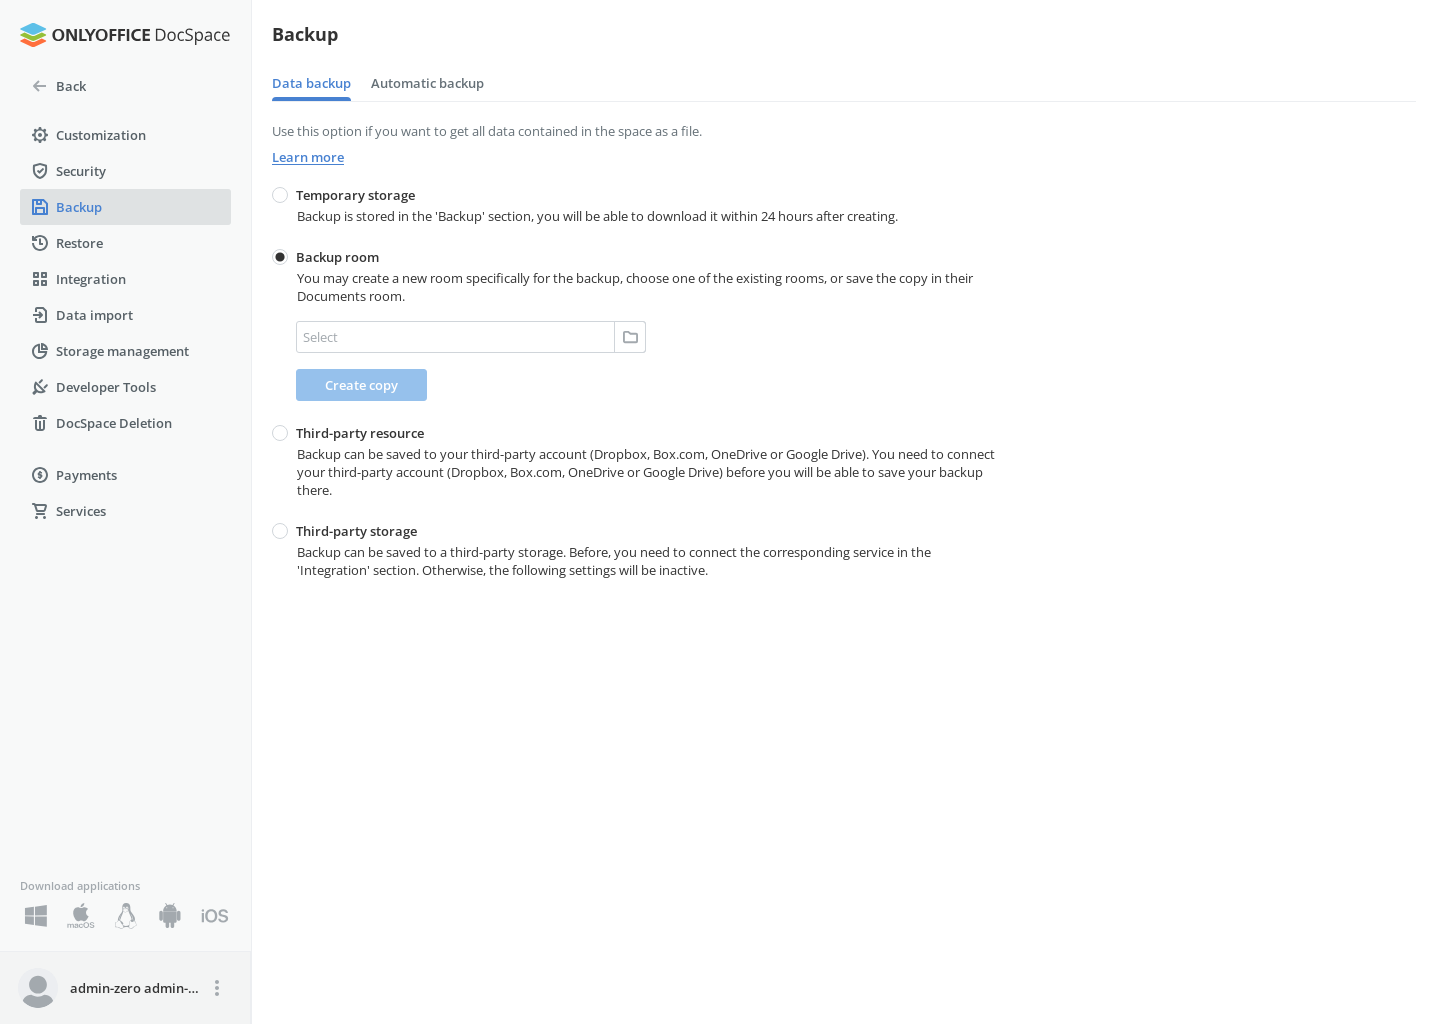 ONLYOFFICE DocSpace
Back
Customization
Security
Backup
Restore
Integration
Data import
Storage management
Developer Tools
DocSpace Deletion
Payments
Services
Download applications
macOS
iOS
admin-zero admin-...
Backup
Data backup
Automatic backup
Use this option if you want to get all data contained in the space as a file.
Learn more
Temporary storage
Backup is stored in the 'Backup' section, you will be able to download it within 24 hours after creating.
Backup room
You may create a new room specifically for the backup, choose one of the existing rooms, or save the copy in their
Documents room.
Select
Create copy
Third-party resource
Backup can be saved to your third-party account (Dropbox, Box.com, OneDrive or Google Drive). You need to connect
your third-party account (Dropbox, Box.com, OneDrive or Google Drive) before you will be able to save your backup
there.
Third-party storage
Backup can be saved to a third-party storage. Before, you need to connect the corresponding service in the
'Integration' section. Otherwise, the following settings will be inactive.